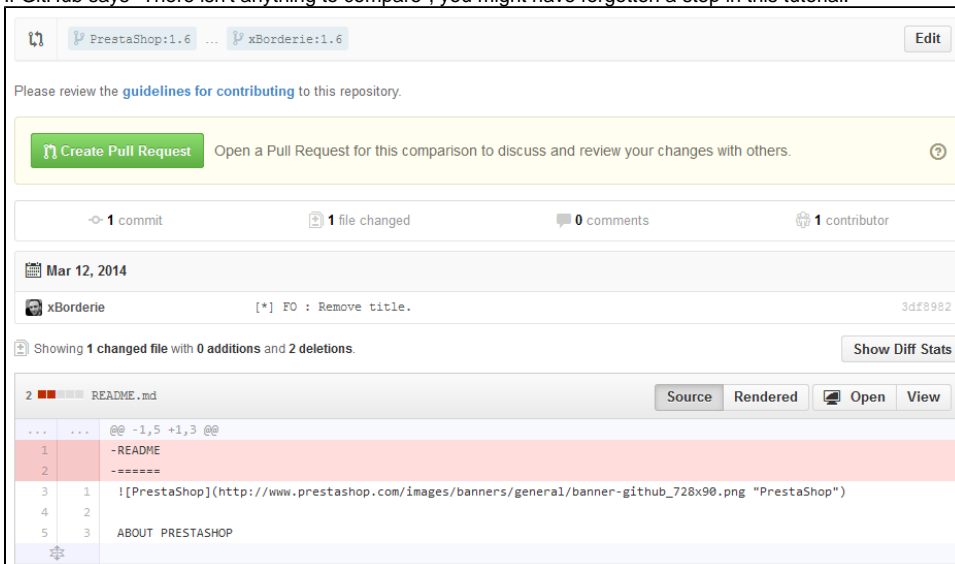 If GitHub says "There isn't anything to compare", you might have forgotten a step in this tutorial.
PrestaShop:1.6 ... xBorderie:1.6 Edit
Please review the guidelines for contributing to this repository.
Create Pull Request Open a Pull Request for this comparison to discuss and review your changes with others. ?
1 commit 1 file changed 0 comments 1 contributor
Mar 12, 2014
xBorderie [*] FO : Remove title. 3df8982
Showing 1 changed file with 0 additions and 2 deletions. Show Diff Stats
2 README.md Source Rendered Open View
... ... @@ -1,5 +1,3 @@
1 -README
2 -======
3 1 ![PrestaShop](http://www.prestashop.com/images/banners/general/banner-github_728x90.png "PrestaShop")
4 2
5 3 ABOUT PRESTASHOP